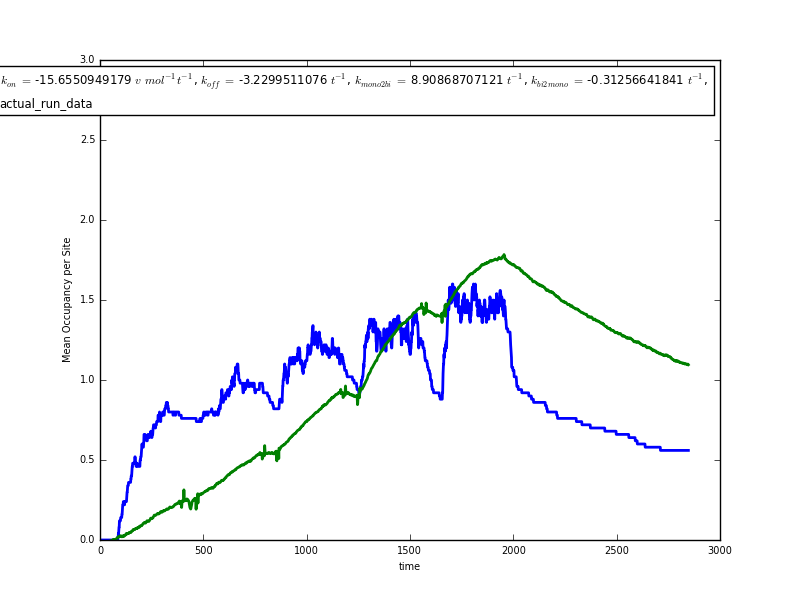 3.0
k_on = -15.6550949179 v mol^−1 t^−1, k_off = -3.2299511076 t^−1, k_mono2bi = 8.90868707121 t^−1, k_bi2mono = -0.31256641841 t^−1,
actual_run_data
2.5
2.0
1.5
1.0
0.5
0.0
Mean Occupancy per Site
0 500 1000 1500 2000 2500 3000
time